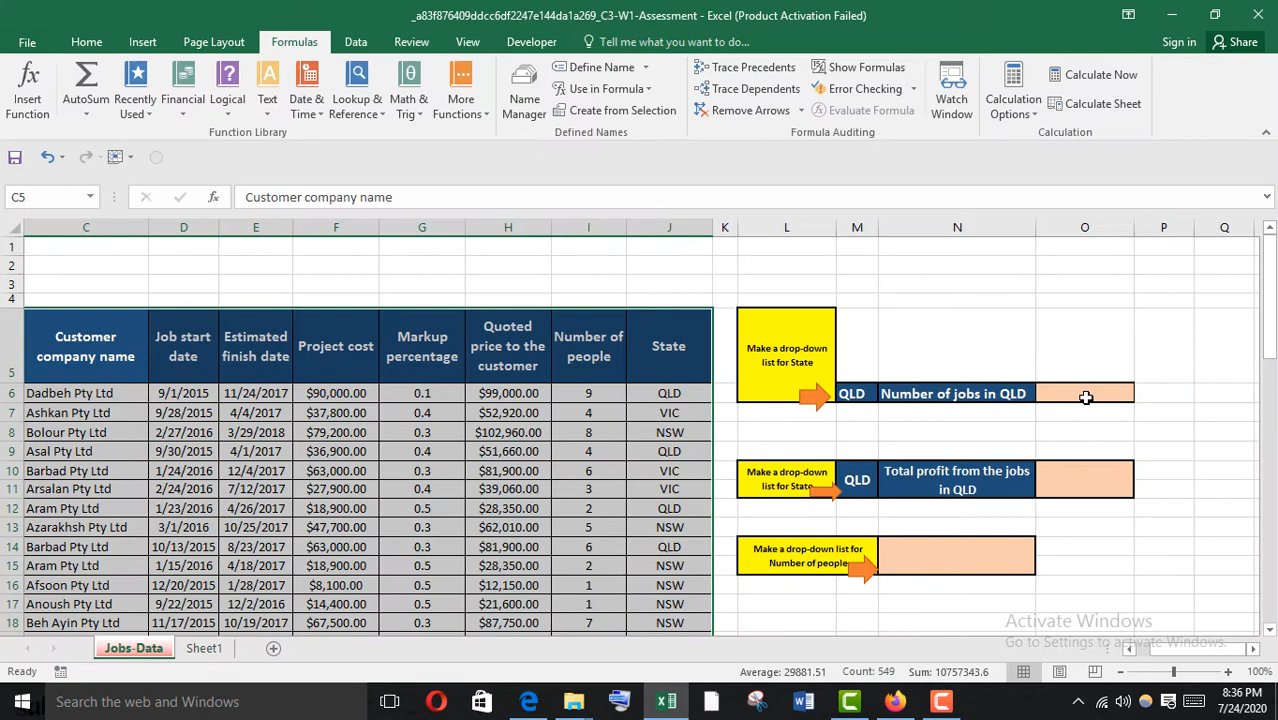 _a83f876409ddcc6df2247e144da1a269_C3-W1-Assessment - Excel (Product Activation Failed)
File Home Insert Page Layout Formulas Data Review View Developer Tell me what you want to do... Sign in Share
Insert Function
AutoSum
Recently Used
Financial
Logical
Text
Date & Time
Lookup & Reference
Math & Trig
More Functions
Function Library
Name Manager
Define Name
Use in Formula
Create from Selection
Defined Names
Trace Precedents
Trace Dependents
Remove Arrows
Show Formulas
Error Checking
Evaluate Formula
Formula Auditing
Watch Window
Calculation Options
Calculate Now
Calculate Sheet
Calculation
C5 fx Customer company name
C D E F G H I J K L M N O P Q
1
2
3
4
5 Customer company name Job start date Estimated finish date Project cost Markup percentage Quoted price to the customer Number of people State
Make a drop-down list for State
6 Dadbeh Pty Ltd 9/1/2015 11/24/2017 $90,000.00 0.1 $99,000.00 9 QLD QLD Number of jobs in QLD
7 Ashkan Pty Ltd 9/28/2015 4/4/2017 $37,800.00 0.4 $52,920.00 4 VIC
8 Bolour Pty Ltd 2/27/2016 3/29/2018 $79,200.00 0.3 $102,960.00 8 NSW
9 Asal Pty Ltd 9/30/2015 4/1/2017 $36,900.00 0.4 $51,660.00 4 QLD
10 Barbad Pty Ltd 1/24/2016 12/4/2017 $63,000.00 0.3 $81,900.00 6 VIC
11 Arsalan Pty Ltd 2/24/2016 7/12/2017 $27,900.00 0.4 $39,060.00 3 VIC
Make a drop-down list for State QLD Total profit from the jobs in QLD
12 Aram Pty Ltd 1/23/2016 4/26/2017 $18,900.00 0.5 $28,350.00 2 QLD
13 Azarakhsh Pty Ltd 3/1/2016 10/25/2017 $47,700.00 0.3 $62,010.00 5 NSW
14 Barbad Pty Ltd 10/13/2015 8/23/2017 $63,000.00 0.3 $81,900.00 6 QLD
15 Aram Pty Ltd 1/15/2016 4/18/2017 $18,900.00 0.5 $28,350.00 2 NSW
Make a drop-down list for Number of people
16 Afsoon Pty Ltd 12/20/2015 1/28/2017 $8,100.00 0.5 $12,150.00 1 NSW
17 Anoush Pty Ltd 9/22/2015 12/2/2016 $14,400.00 0.5 $21,600.00 1 NSW
18 Beh Ayin Pty Ltd 11/17/2015 10/19/2017 $67,500.00 0.3 $87,750.00 7 NSW
Activate Windows
Go to Settings to activate Windows.
Jobs-Data Sheet1
Ready Average: 29881.51 Count: 549 Sum: 10757343.6 100%
Search the web and Windows
8:36 PM
7/24/2020